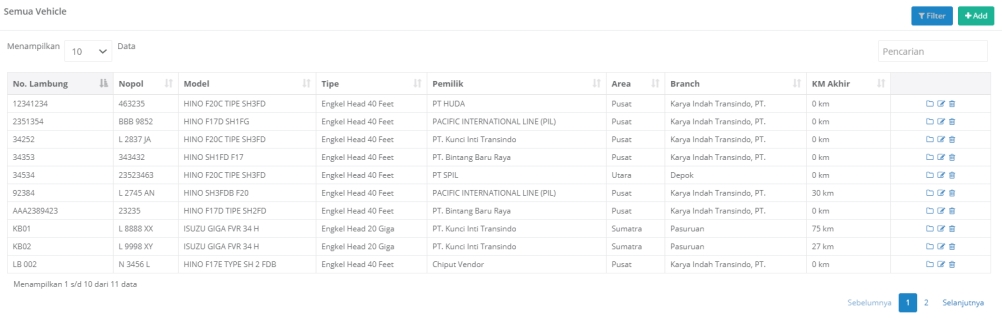 Semua Vehicle
Filter
+Add
Menampilkan 10 Data
Pencarian
No. Lambung Nopol Model Tipe Pemilik Area Branch KM Akhir
12341234 463235 HINO F20C TIPE SH3FD Engkel Head 40 Feet PT HUDA Pusat Karya Indah Transindo, PT. 0 km
2351354 BBB 9852 HINO F17D SH1FG Engkel Head 40 Feet PACIFIC INTERNATIONAL LINE (PIL) Pusat Karya Indah Transindo, PT. 0 km
34252 L 2837 JA HINO F20C TIPE SH3FD Engkel Head 40 Feet PT. Kunci Inti Transindo Pusat Karya Indah Transindo, PT. 0 km
34353 343432 HINO SH1FD F17 Engkel Head 40 Feet PT. Bintang Baru Raya Pusat Karya Indah Transindo, PT. 0 km
34534 23523463 HINO F20C TIPE SH3FD Engkel Head 40 Feet PT SPIL Utara Depok 0 km
92384 L 2745 AN HINO SH3FDB F20 Engkel Head 40 Feet PACIFIC INTERNATIONAL LINE (PIL) Pusat Karya Indah Transindo, PT. 30 km
AAA2389423 23235 HINO F17D TIPE SH2FD Engkel Head 40 Feet PT. Bintang Baru Raya Pusat Karya Indah Transindo, PT. 0 km
KB01 L 8888 XX ISUZU GIGA FVR 34 H Engkel Head 20 Giga PT. Kunci Inti Transindo Sumatra Pasuruan 75 km
KB02 L 9998 XY ISUZU GIGA FVR 34 H Engkel Head 20 Giga PT. Kunci Inti Transindo Sumatra Pasuruan 27 km
LB 002 N 3456 L HINO F17E TYPE SH 2 FDB Engkel Head 40 Feet Chiput Vendor Pusat Karya Indah Transindo, PT. 0 km
Menampilkan 1 s/d 10 dari 11 data
Sebelumnya 1 2 Selanjutnya